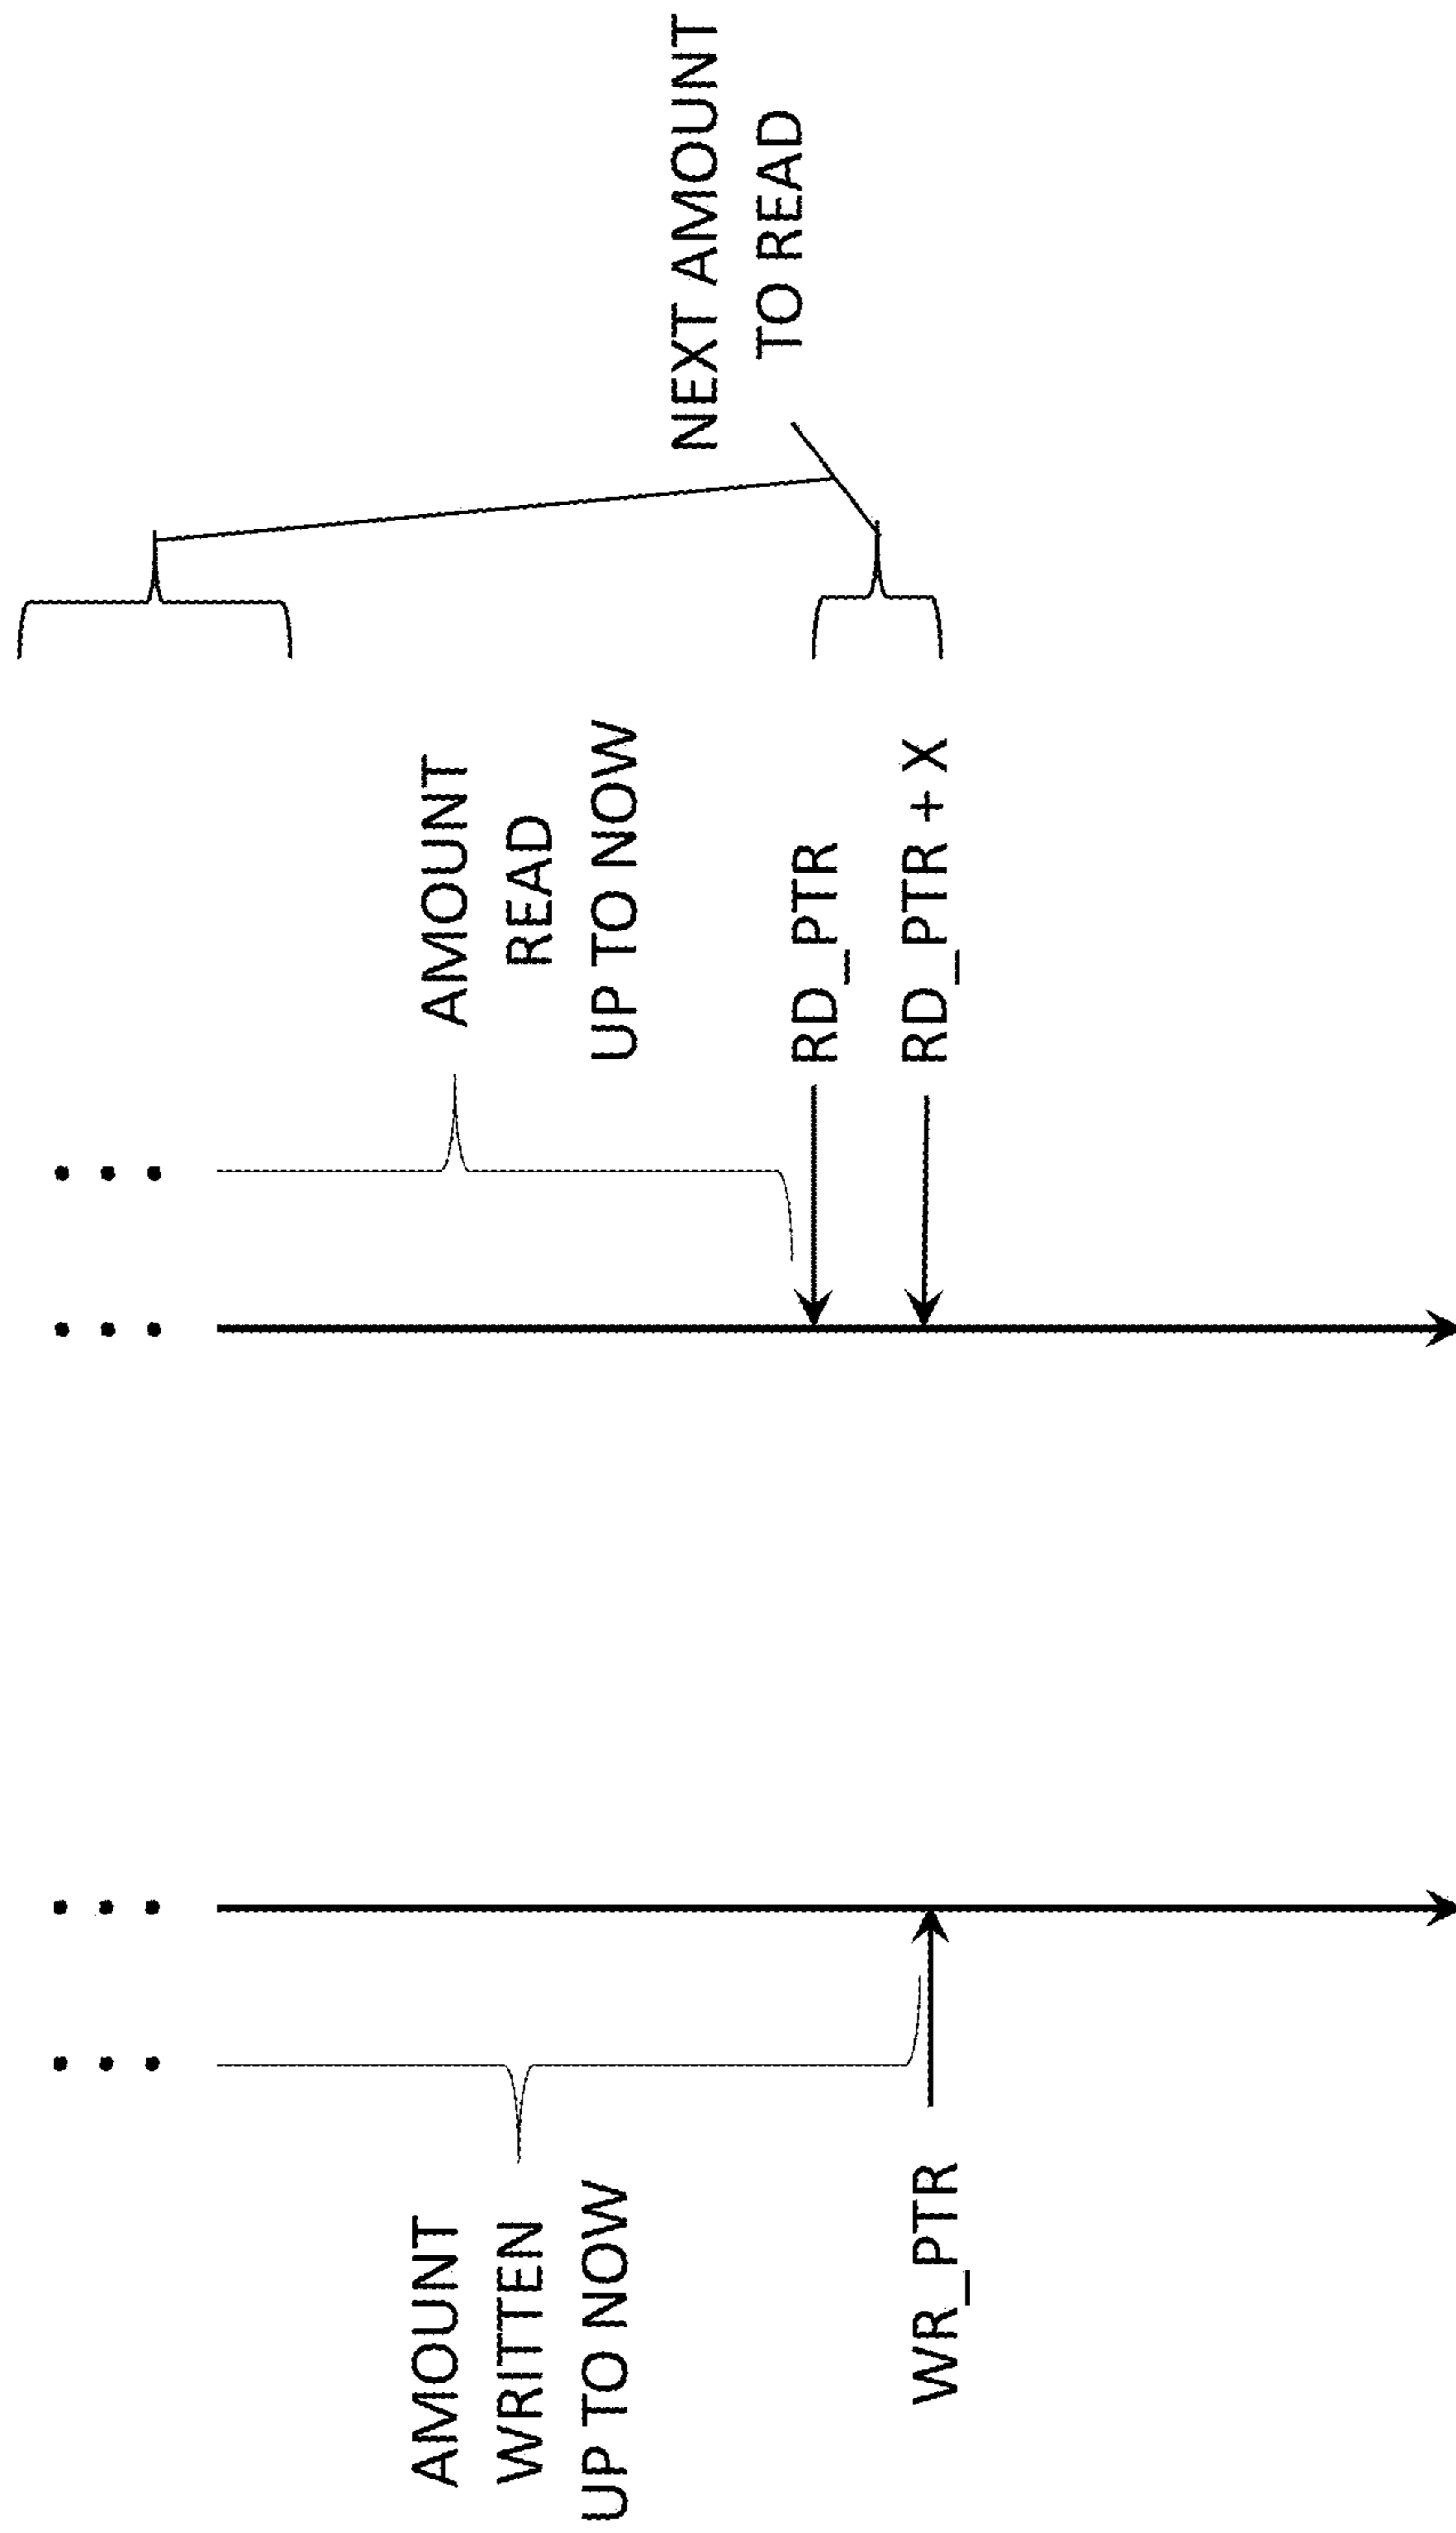 AMOUNT
WRITTEN
UP TO NOW
WR_PTR
AMOUNT
READ
UP TO NOW
RD_PTR
RD_PTR + X
NEXT AMOUNT
TO READ